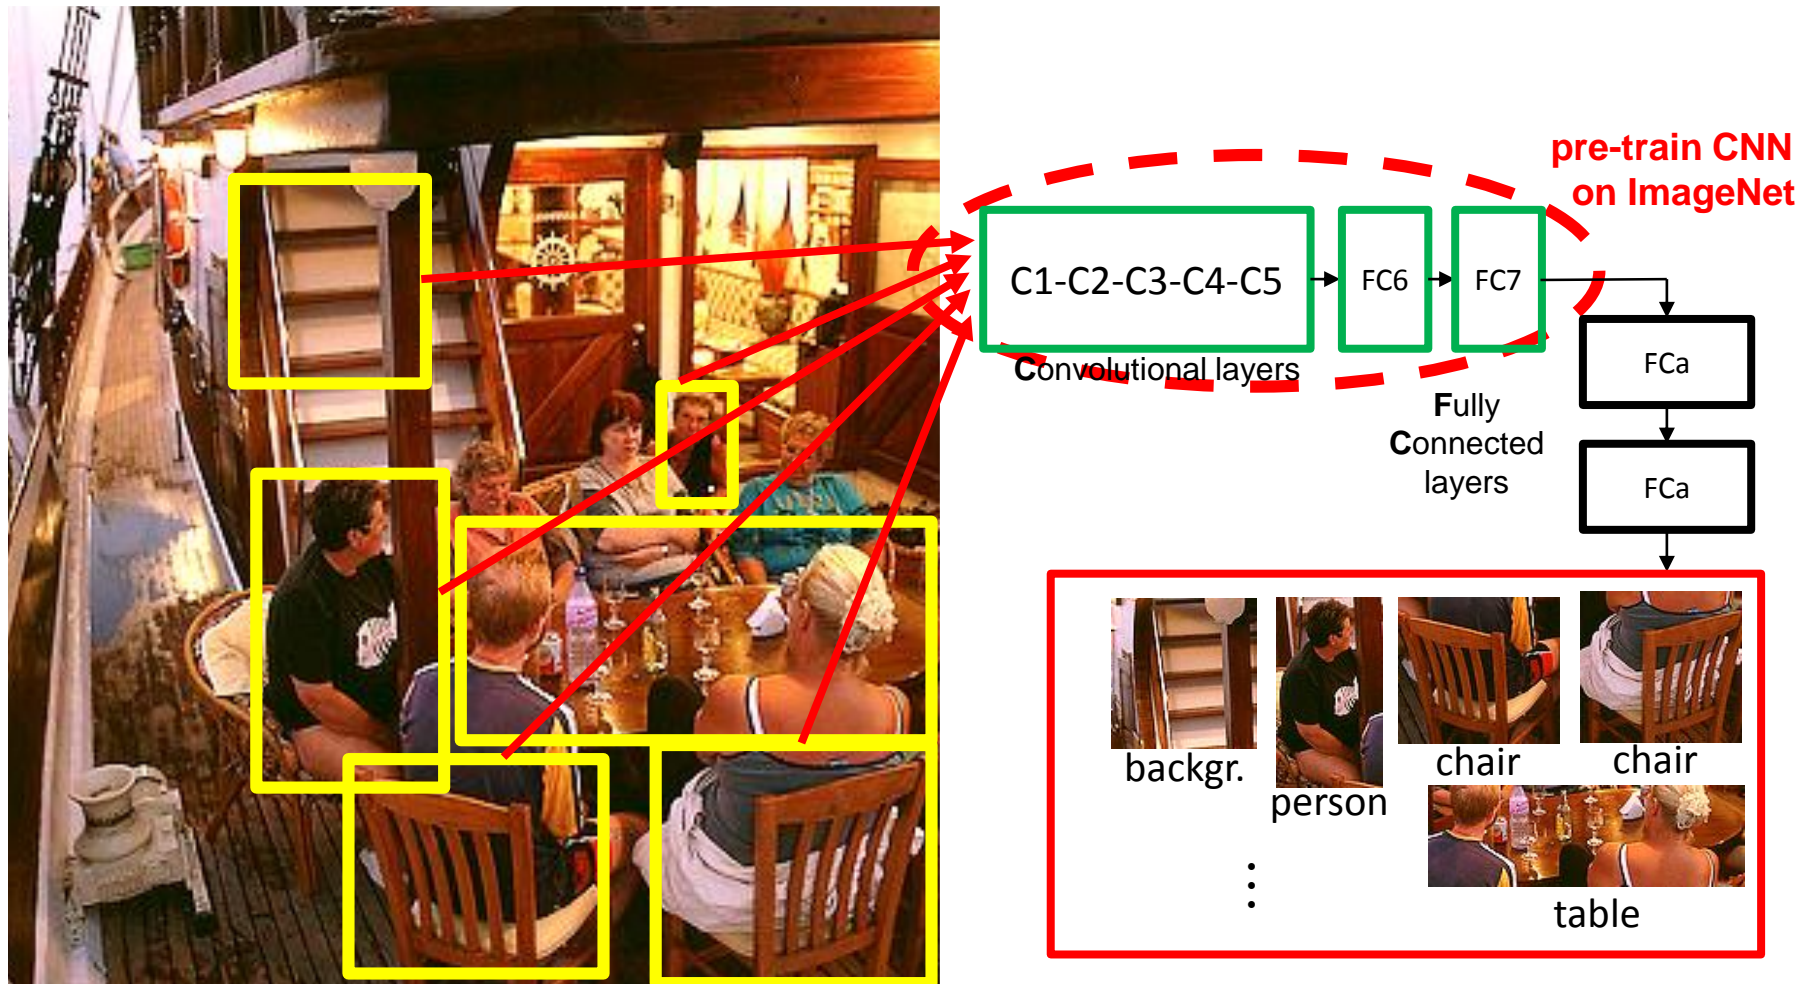 pre-train CNN
on ImageNet
C1-C2-C3-C4-C5
FC6
FC7
Convolutional layers
FCa
Fully
Connected
layers
FCa
backgr.
person
chair
chair
table